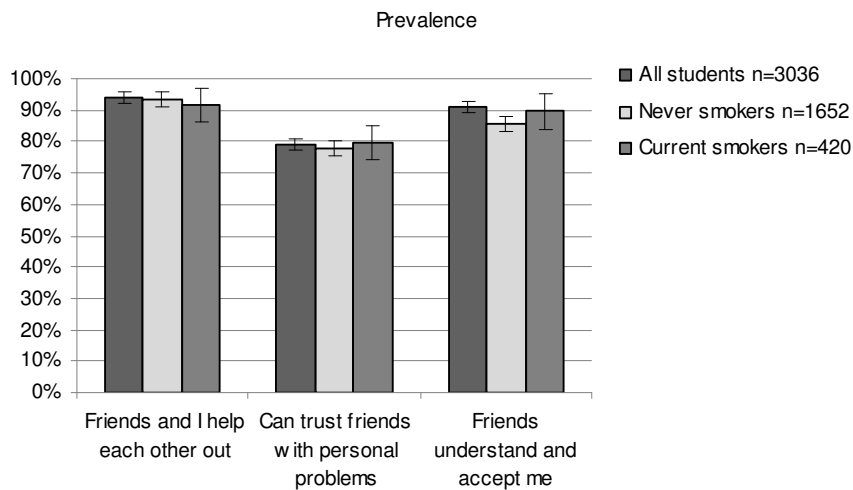 Prevalence
100%
90%
80%
70%
60%
50%
40%
30%
20%
10%
0%
Friends and I help
each other out
Can trust friends
with personal
problems
Friends
understand and
accept me
All students n=3036
Never smokers n=1652
Current smokers n=420